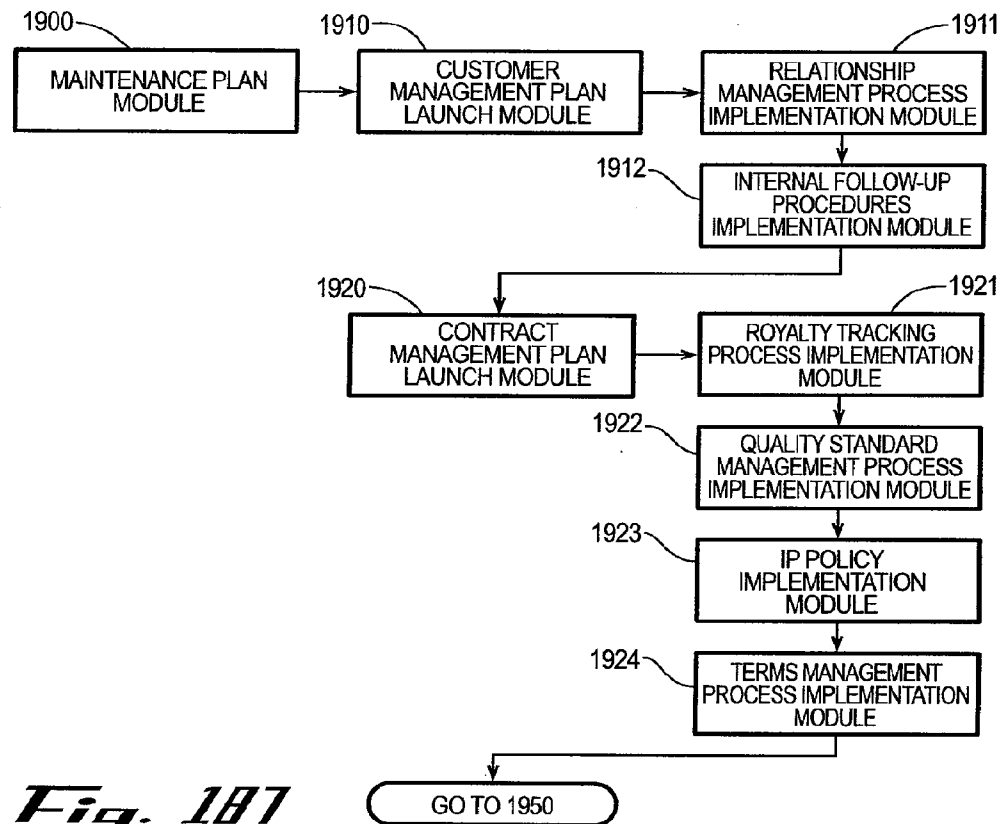 1900
MAINTENANCE PLAN
MODULE
1910
CUSTOMER
MANAGEMENT PLAN
LAUNCH MODULE
1911
RELATIONSHIP
MANAGEMENT PROCESS
IMPLEMENTATION MODULE
1912
INTERNAL FOLLOW-UP
PROCEDURES
IMPLEMENTATION MODULE
1920
CONTRACT
MANAGEMENT PLAN
LAUNCH MODULE
1921
ROYALTY TRACKING
PROCESS IMPLEMENTATION
MODULE
1922
QUALITY STANDARD
MANAGEMENT PROCESS
IMPLEMENTATION MODULE
1923
IP POLICY
IMPLEMENTATION
MODULE
1924
TERMS MANAGEMENT
PROCESS IMPLEMENTATION
MODULE
GO TO 1950
Fig. 187